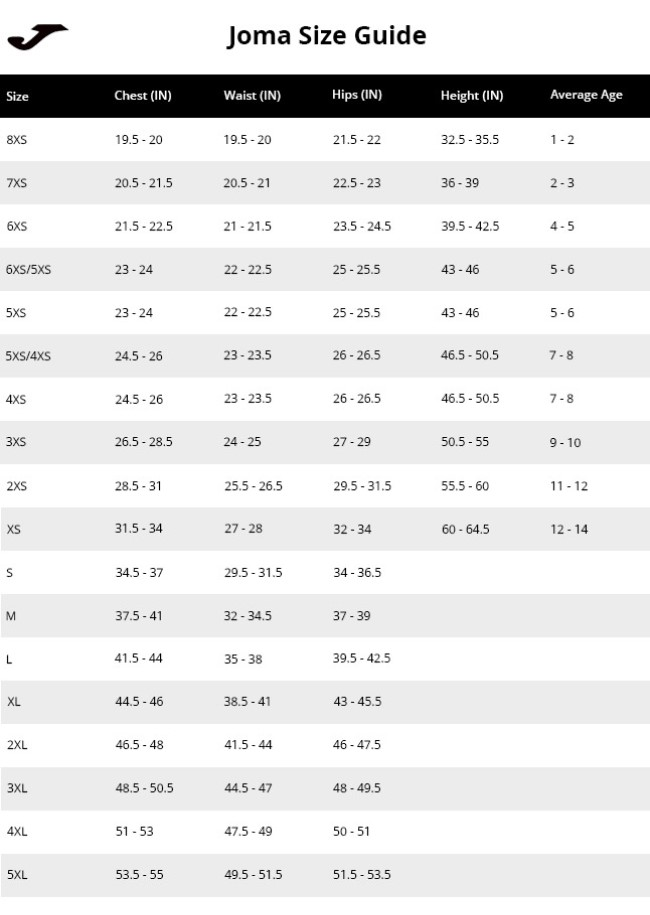 Joma Size Guide
Size Chest (IN) Waist (IN) Hips (IN) Height (IN) Average Age
8XS 19.5 - 20 19.5 - 20 21.5 - 22 32.5 - 35.5 1 - 2
7XS 20.5 - 21.5 20.5 - 21 22.5 - 23 36 - 39 2 - 3
6XS 21.5 - 22.5 21 - 21.5 23.5 - 24.5 39.5 - 42.5 4 - 5
6XS/5XS 23 - 24 22 - 22.5 25 - 25.5 43 - 46 5 - 6
5XS 23 - 24 22 - 22.5 25 - 25.5 43 - 46 5 - 6
5XS/4XS 24.5 - 26 23 - 23.5 26 - 26.5 46.5 - 50.5 7 - 8
4XS 24.5 - 26 23 - 23.5 26 - 26.5 46.5 - 50.5 7 - 8
3XS 26.5 - 28.5 24 - 25 27 - 29 50.5 - 55 9 - 10
2XS 28.5 - 31 25.5 - 26.5 29.5 - 31.5 55.5 - 60 11 - 12
XS 31.5 - 34 27 - 28 32 - 34 60 - 64.5 12 - 14
S 34.5 - 37 29.5 - 31.5 34 - 36.5
M 37.5 - 41 32 - 34.5 37 - 39
L 41.5 - 44 35 - 38 39.5 - 42.5
XL 44.5 - 46 38.5 - 41 43 - 45.5
2XL 46.5 - 48 41.5 - 44 46 - 47.5
3XL 48.5 - 50.5 44.5 - 47 48 - 49.5
4XL 51 - 53 47.5 - 49 50 - 51
5XL 53.5 - 55 49.5 - 51.5 51.5 - 53.5